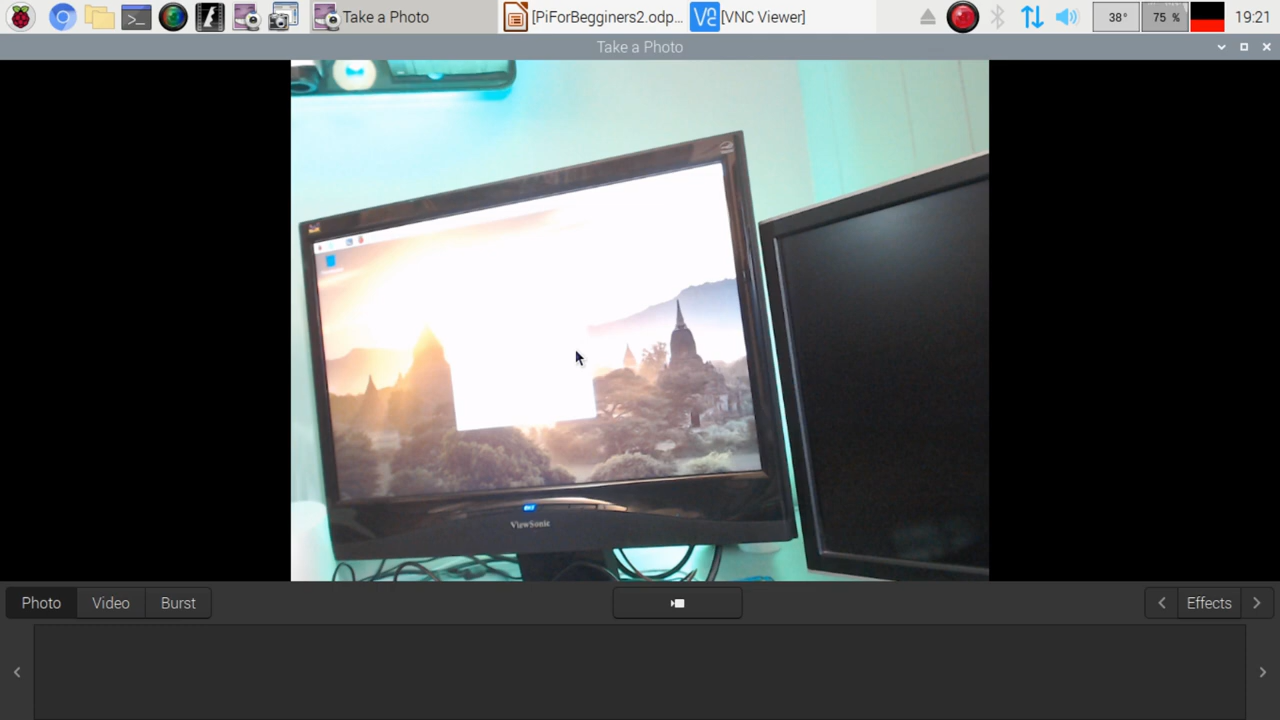 Take a Photo
[PiForBegginers2.odp...
[VNC Viewer]
38°
75 %
19:21
Take a Photo
ViewSonic
Photo
Video
Burst
Effects